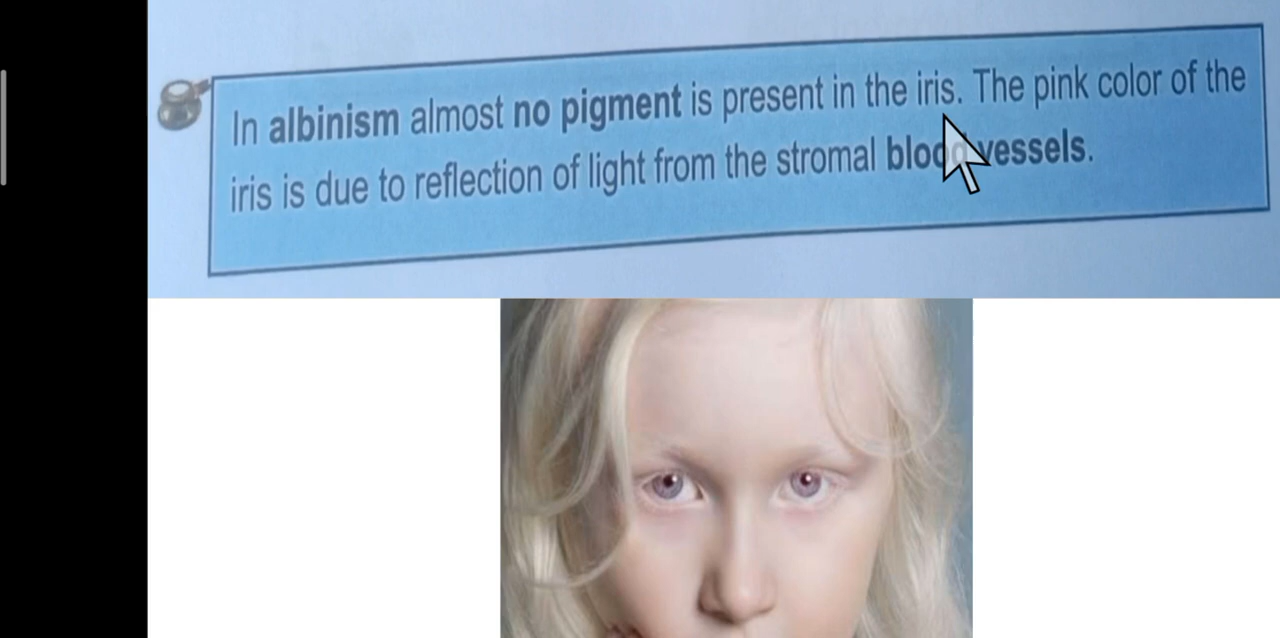 In albinism almost no pigment is present in the iris. The pink color of the
iris is due to reflection of light from the stromal blood vessels.